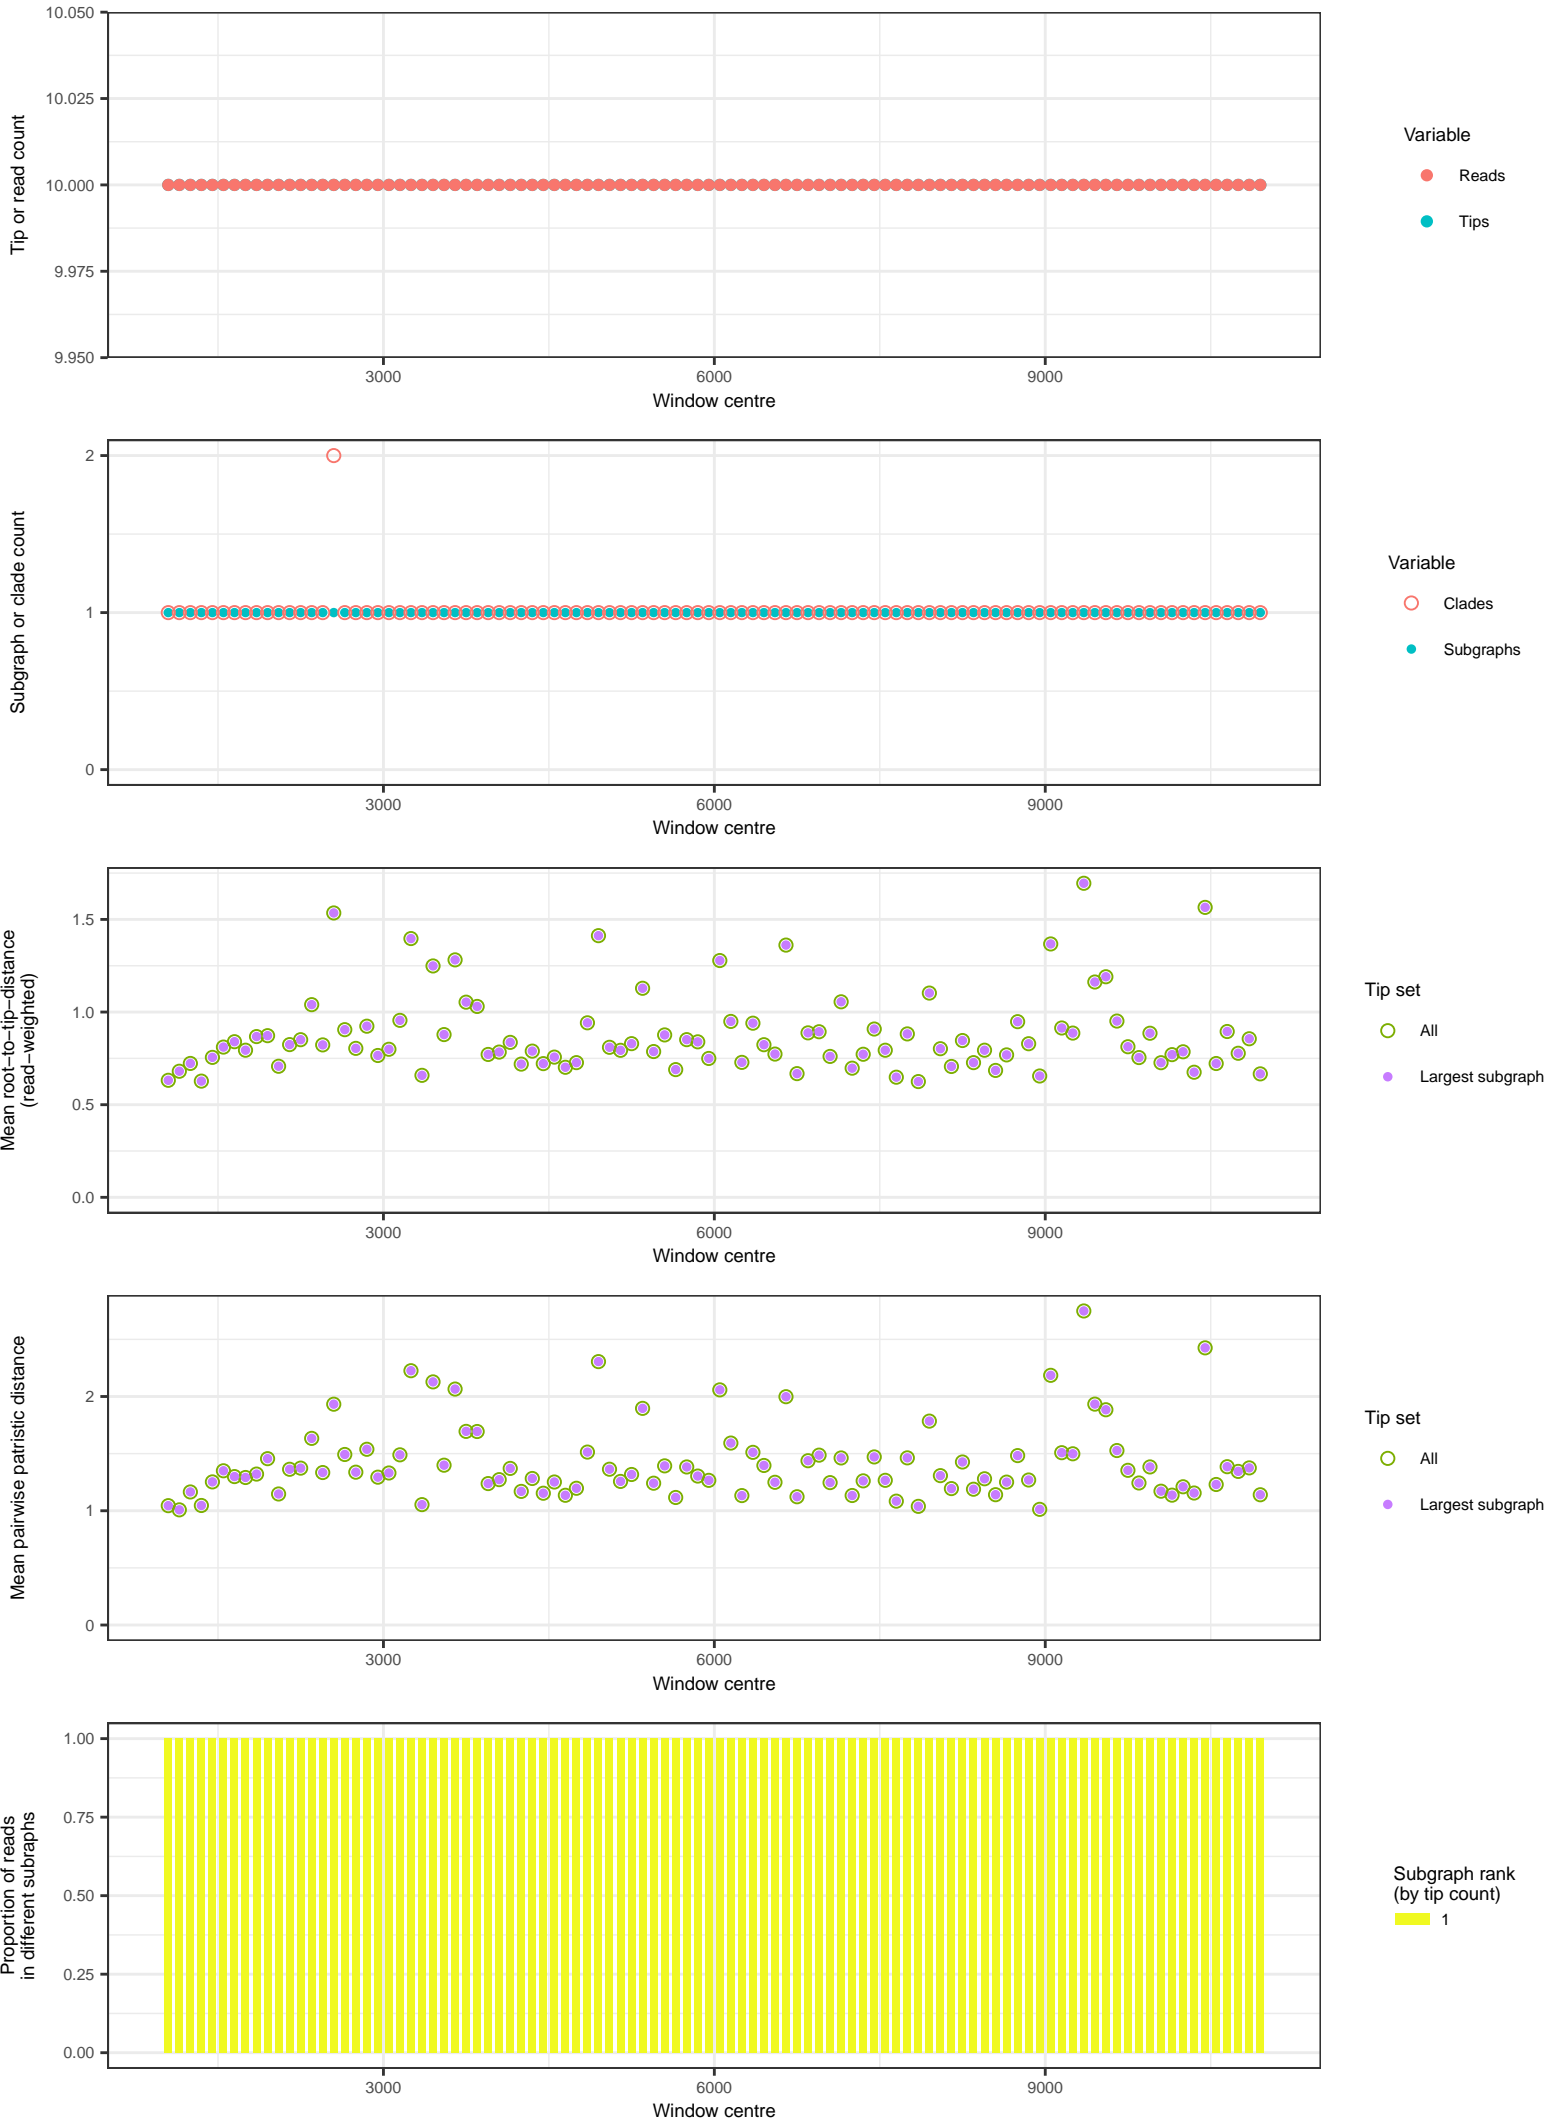 10.050
10.025
10.000
9.975
9.950
Tip or read count
3000 6000 9000
Window centre
Variable
Reads
Tips
2
1
0
Subgraph or clade count
3000 6000 9000
Window centre
Variable
Clades
Subgraphs
1.5
1.0
0.5
0.0
Mean root−to−tip−distance
(read−weighted)
3000 6000 9000
Window centre
Tip set
All
Largest subgraph
2
1
0
Mean pairwise patristic distance
3000 6000 9000
Window centre
Tip set
All
Largest subgraph
1.00
0.75
0.50
0.25
0.00
Proportion of reads
in different subraphs
3000 6000 9000
Window centre
Subgraph rank
(by tip count)
1